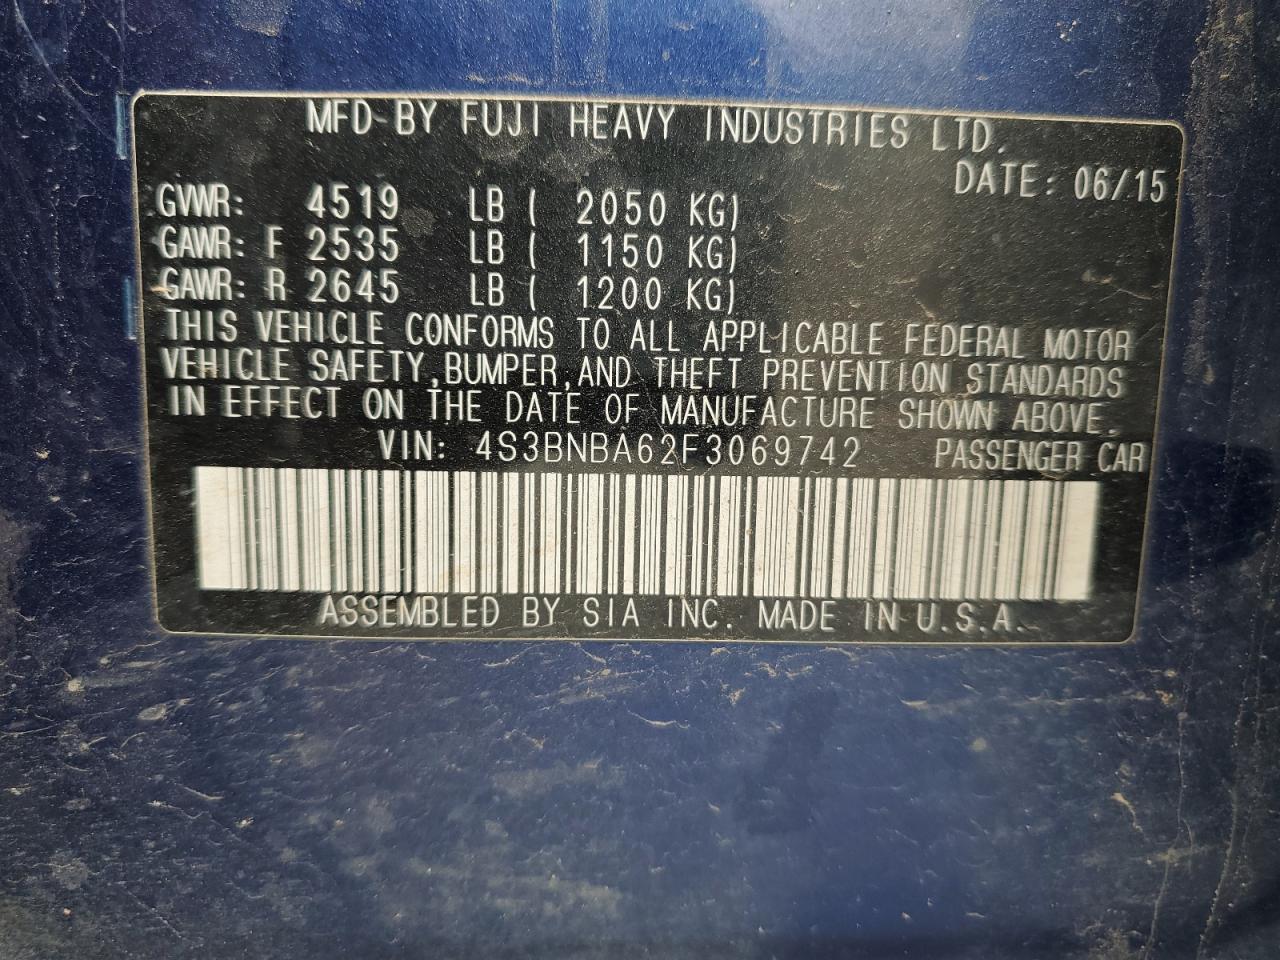 MFD BY FUJI HEAVY INDUSTRIES LTD.
DATE: 06/15
GVWR: 4519 LB ( 2050 KG)
GAWR: F 2535 LB ( 1150 KG)
GAWR: R 2645 LB ( 1200 KG)
THIS VEHICLE CONFORMS TO ALL APPLICABLE FEDERAL MOTOR
VEHICLE SAFETY, BUMPER, AND THEFT PREVENTION STANDARDS
IN EFFECT ON THE DATE OF MANUFACTURE SHOWN ABOVE.
VIN: 4S3BNBA62F3069742 PASSENGER CAR
ASSEMBLED BY SIA INC. MADE IN U.S.A.